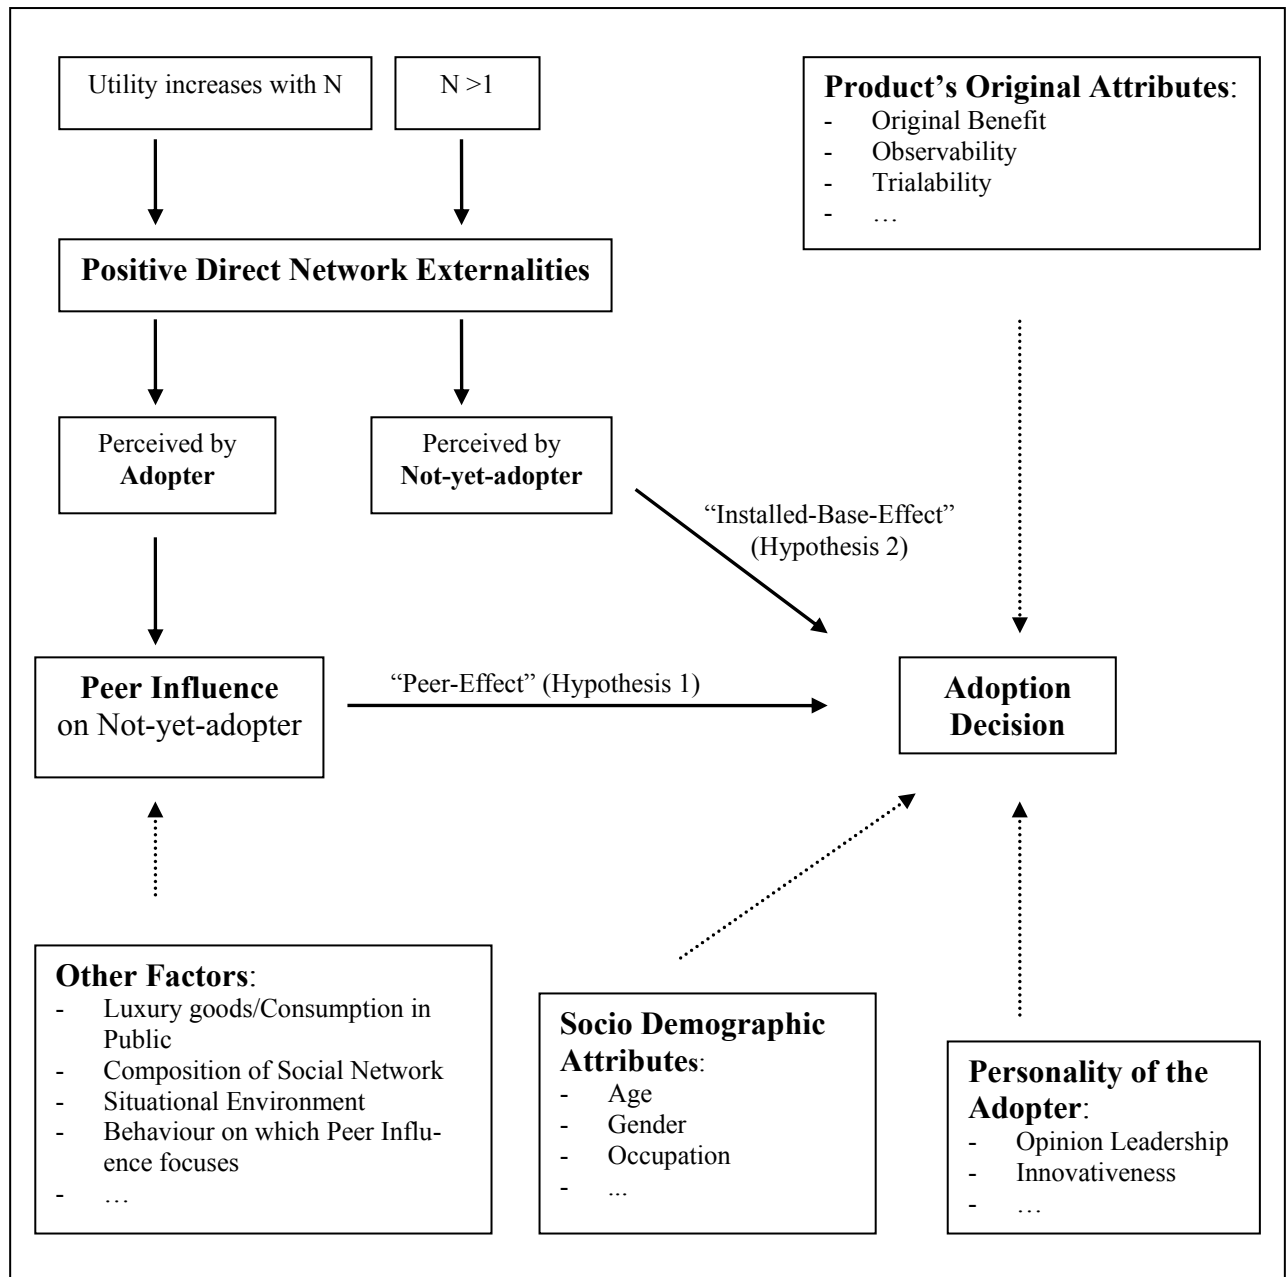 Utility increases with N
N >1
Product’s Original Attributes:
- Original Benefit
- Observability
- Trialability
- …
Positive Direct Network Externalities
Perceived by
Adopter
Perceived by
Not-yet-adopter
“Installed-Base-Effect”
(Hypothesis 2)
Peer Influence
on Not-yet-adopter
“Peer-Effect” (Hypothesis 1)
Adoption
Decision
Other Factors:
- Luxury goods/Consumption in
Public
- Composition of Social Network
- Situational Environment
- Behaviour on which Peer Influ-
ence focuses
- …
Socio Demographic
Attributes:
- Age
- Gender
- Occupation
- ...
Personality of the
Adopter:
- Opinion Leadership
- Innovativeness
- …